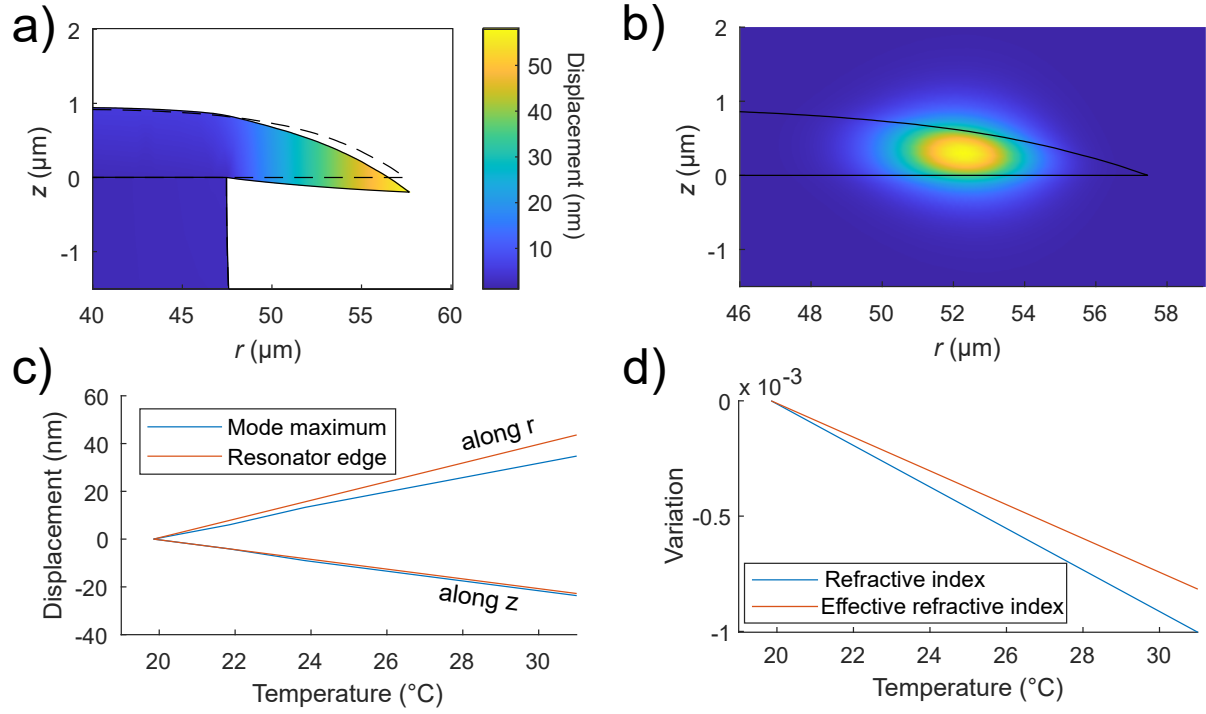 a)
2
1
0
-1
z (µm)
40
45
50
55
60
r (µm)
50
40
30
20
10
Displacement (nm)
b)
2
1
0
-1
z (µm)
46
48
50
52
54
56
58
r (µm)
c)
60
40
20
0
-20
-40
Displacement (nm)
Mode maximum
Resonator edge
along r
along z
20
22
24
26
28
30
Temperature (°C)
d)
x 10-3
0
-0.5
-1
Variation
Refractive index
Effective refractive index
20
22
24
26
28
30
Temperature (°C)